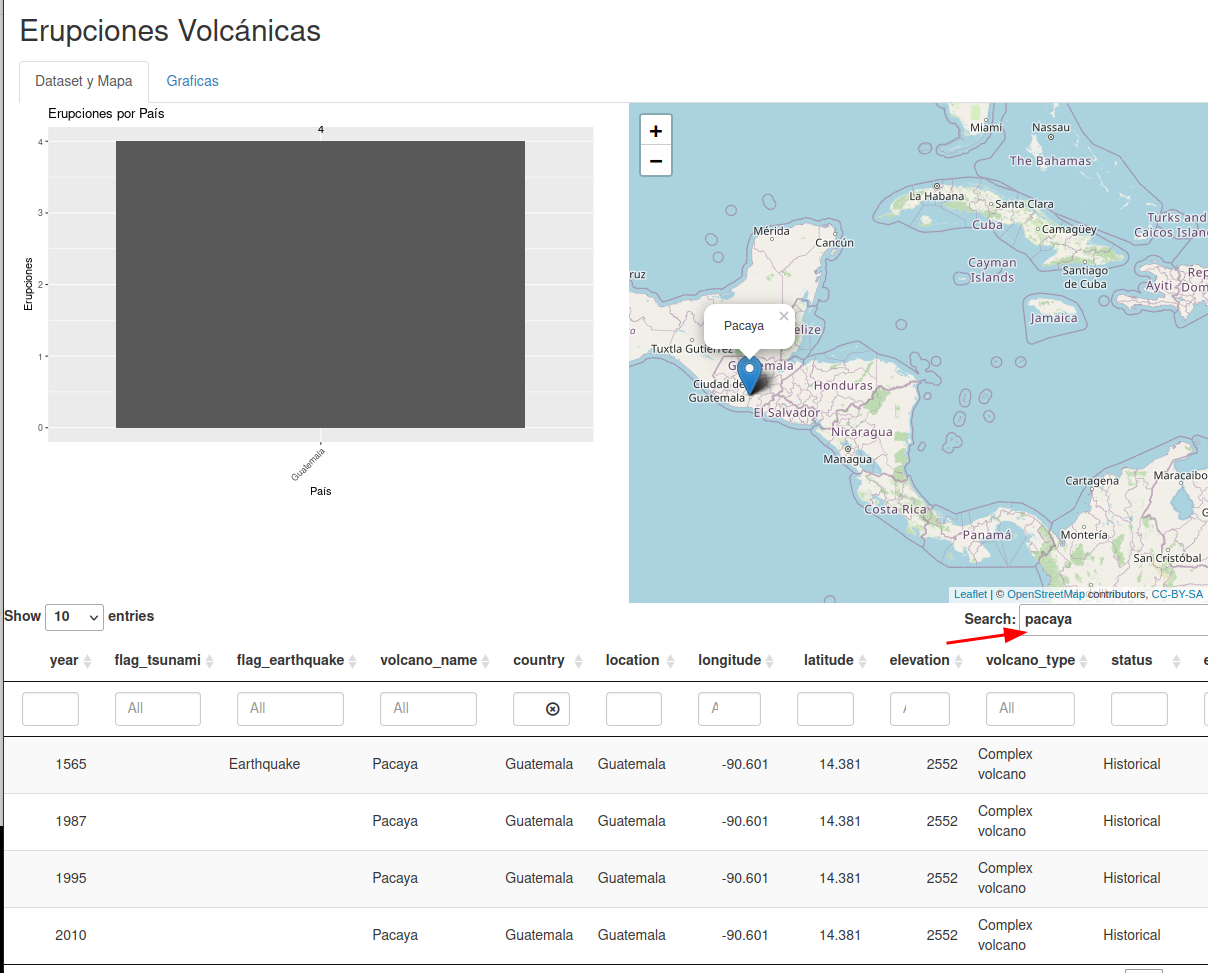 Erupciones Volcánicas
Dataset y Mapa
Graficas
Erupciones por País
4
4
3
2
1
0
Erupciones
Guatemala
País
+
−
Miami
Nassau
The Bahamas
La Habana
Santa Clara
Cuba
Camagüey
Turks and
Caicos Islan
Mérida
Cancún
Cayman
Islands
Santiago
de Cuba
Ayiti
Rep
Dom
ruz
Jamaica
Pacaya
×
elize
Tuxtla Gutiérrez
Ciudad de
Guatemala
Honduras
El Salvador
Nicaragua
Managua
Costa Rica
Panamá
Cartagena
Maracaibo
Montería
San Cristóbal
Leaflet | © OpenStreetMap contributors, CC-BY-SA
Show 10 entries
Search: pacaya
year flag_tsunami flag_earthquake volcano_name country location longitude latitude elevation volcano_type status e
All All All A All
1565 Earthquake Pacaya Guatemala Guatemala -90.601 14.381 2552 Complex volcano Historical
1987 Pacaya Guatemala Guatemala -90.601 14.381 2552 Complex volcano Historical
1995 Pacaya Guatemala Guatemala -90.601 14.381 2552 Complex volcano Historical
2010 Pacaya Guatemala Guatemala -90.601 14.381 2552 Complex volcano Historical